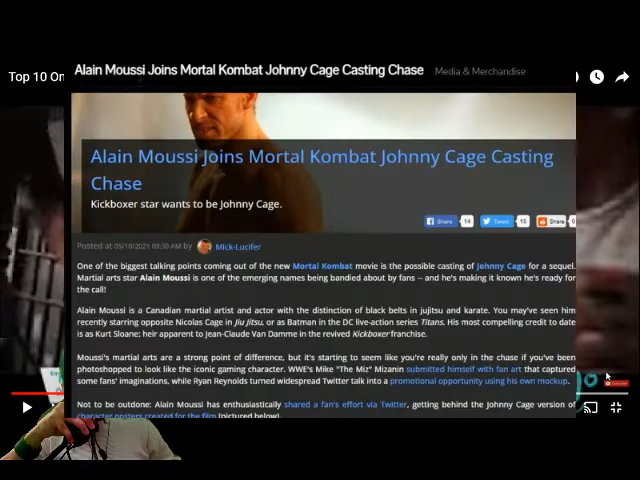 Alain Moussi Joins Mortal Kombat Johnny Cage Casting Chase Media & Merchandise
Top 10 On
Alain Moussi Joins Mortal Kombat Johnny Cage Casting
Chase
Kickboxer star wants to be Johnny Cage.
Share 14 Tweet 15 Share
Posted at 05/10/2021 09:50 AM by Mick-Lucifer
One of the biggest talking points coming out of the new Mortal Kombat movie is the possible casting of Johnny Cage for a sequel.
Martial arts star Alain Moussi is one of the emerging names being bandied about by fans -- and he's making it known he's ready for
the call!
Alain Moussi is a Canadian martial artist and actor with the distinction of black belts in jujitsu and karate. You may've seen him
recently starring opposite Nicolas Cage in Jiu Jitsu, or as Batman in the DC live-action series Titans. His most compelling credit to date
is as Kurt Sloane: heir apparent to Jean-Claude Van Damme in the revived Kickboxer franchise.
Moussi's martial arts are a strong point of difference, but it's starting to seem like you're really only in the chase if you've been
photoshopped to look like the iconic gaming character. WWE's Mike "The Miz" Mizanin submitted himself with fan art that captured
some fans' imaginations, while Ryan Reynolds turned widespread Twitter talk into a promotional opportunity using his own mockup.
Not to be outdone: Alain Moussi has enthusiastically shared a fan's effort via Twitter, getting behind the Johnny Cage version of
character posters created for the film (pictured below)